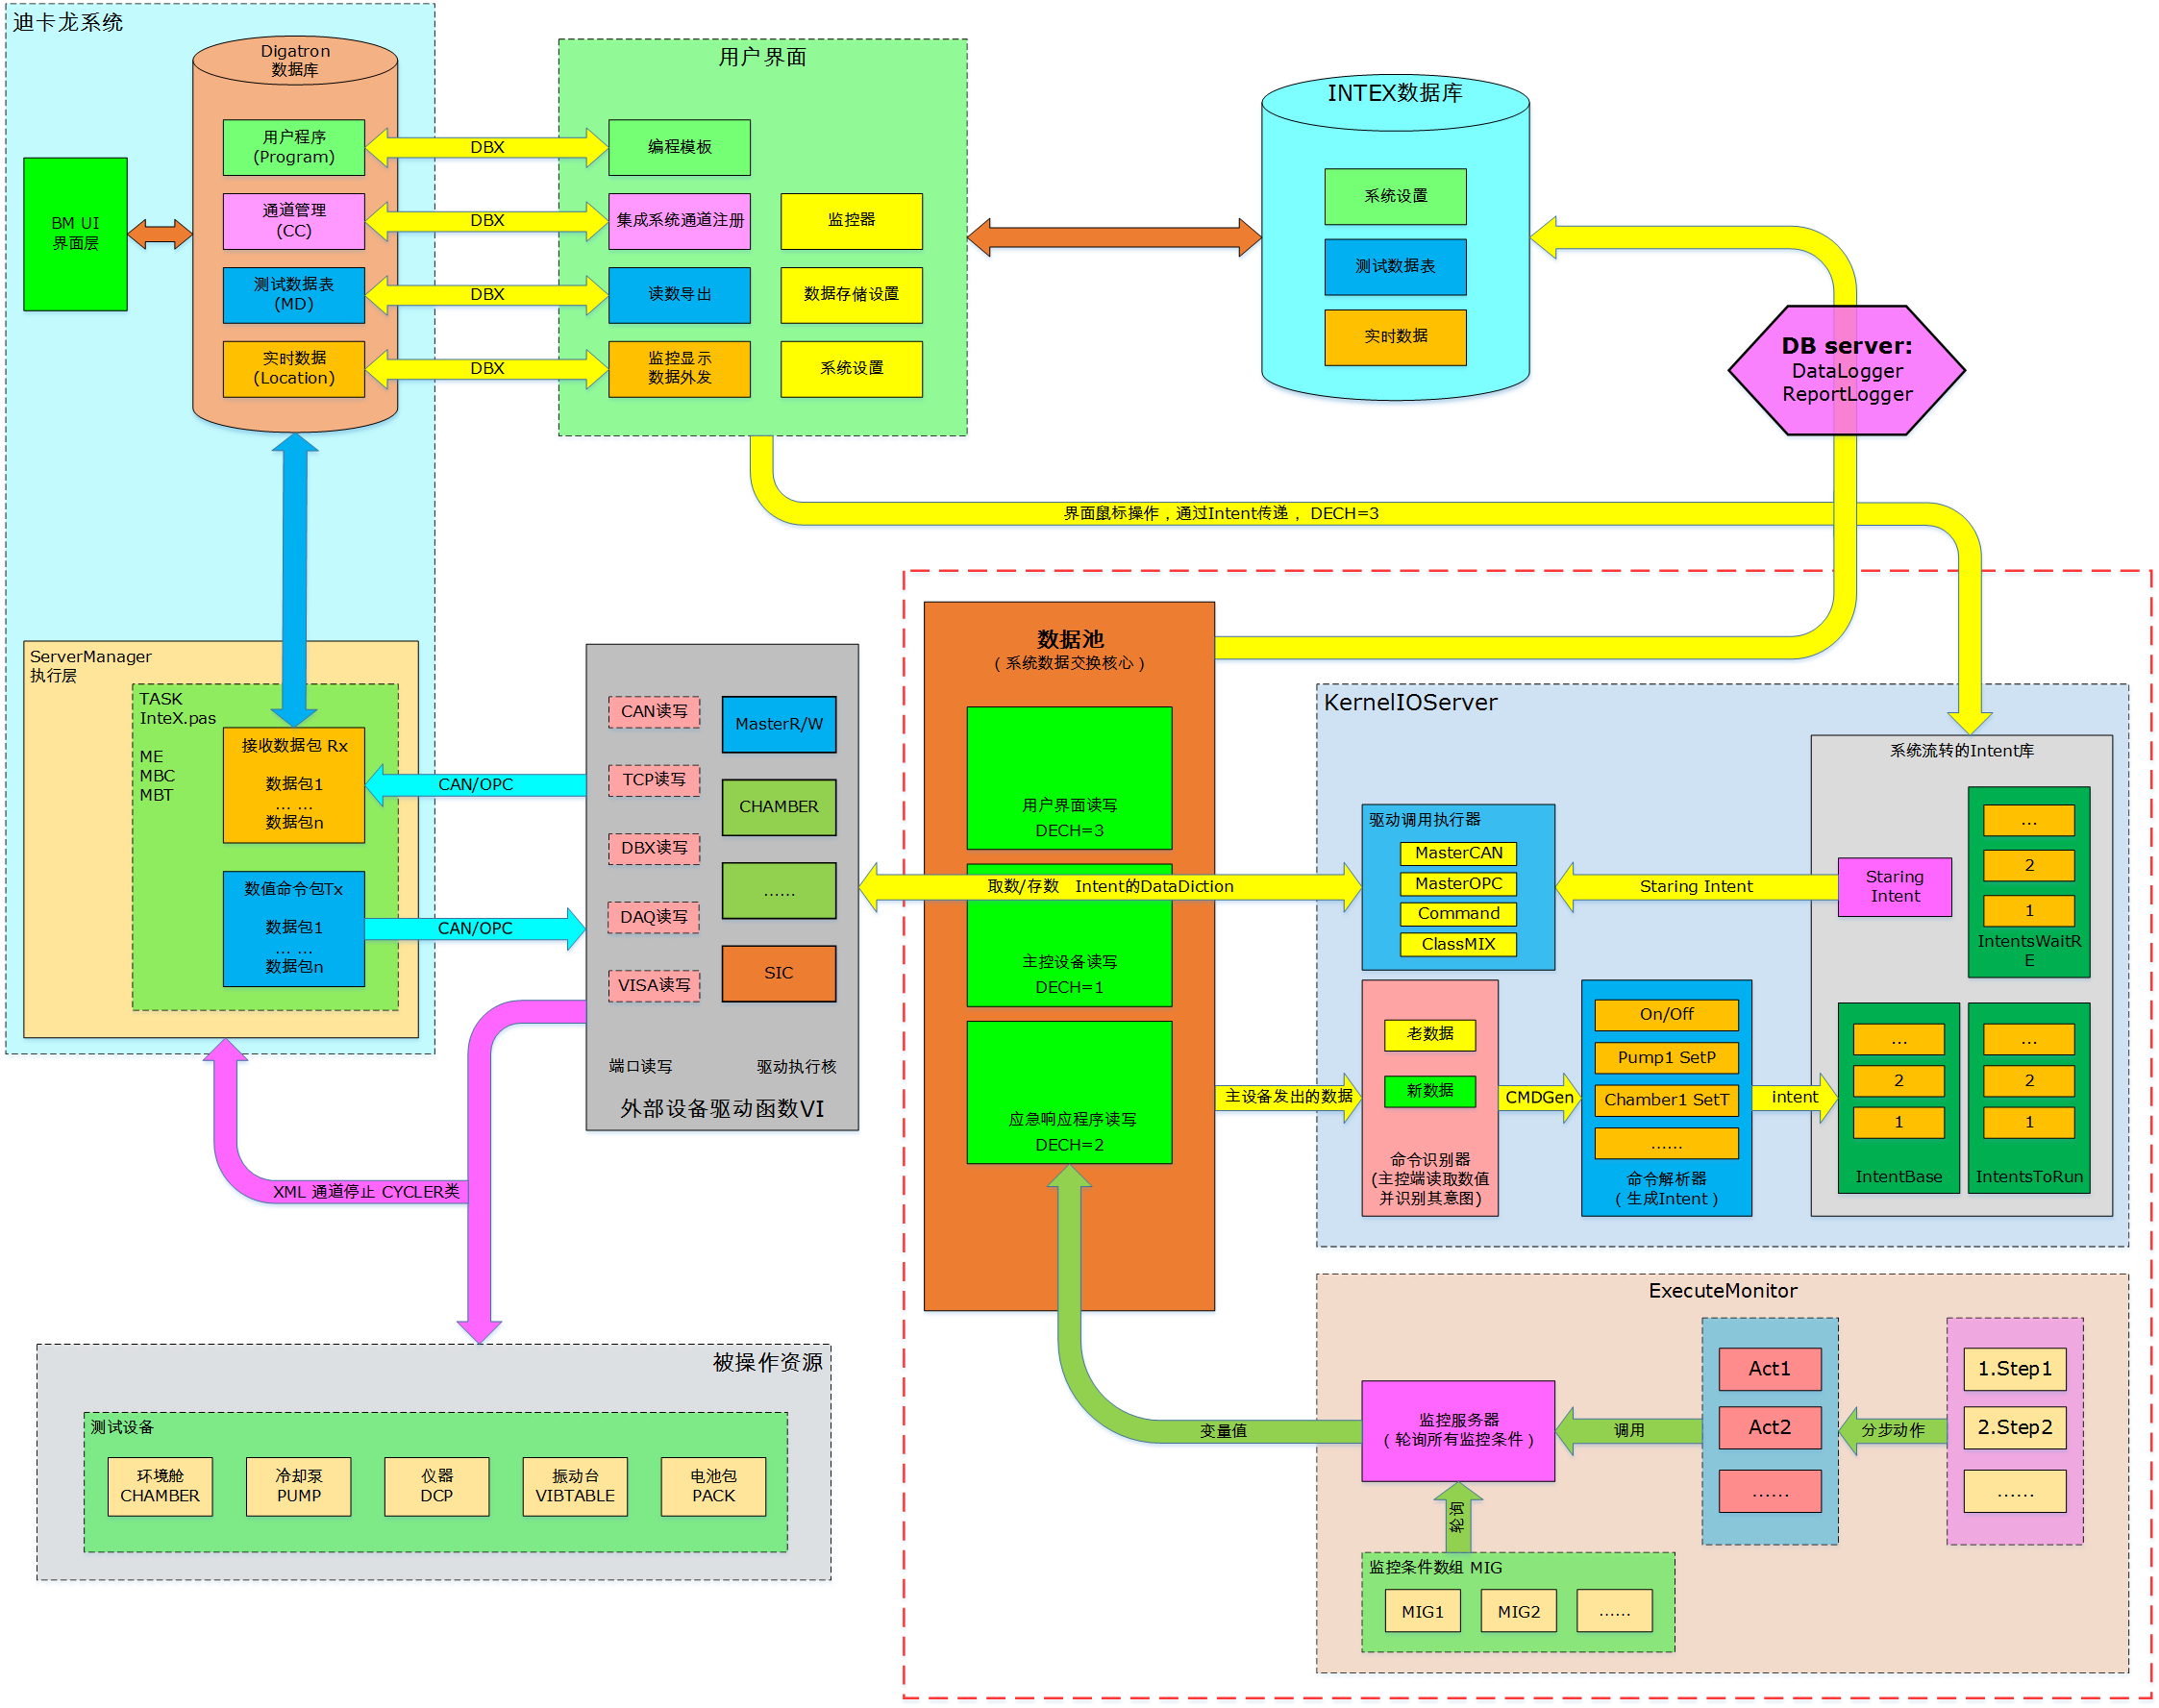 迪卡龙系统
Digatron
数据库
用户程序
(Program)
通道管理
(CC)
测试数据表
(MD)
实时数据
(Location)
BM UI
界面层
DBX
DBX
DBX
DBX
用户界面
编程模板
集成系统通道注册
监控器
读数导出
数据存储设置
监控显示
数据外发
系统设置
INTEX数据库
系统设置
测试数据表
实时数据
DB server:
DataLogger
ReportLogger
界面鼠标操作，通过Intent传递， DECH=3
ServerManager
执行层
TASK
InteX.pas
ME
MBC
MBT
接收数据包 Rx
数据包1
... ...
数据包n
数值命令包Tx
数据包1
... ...
数据包n
CAN/OPC
CAN/OPC
CAN读写
TCP读写
DBX读写
DAQ读写
VISA读写
MasterR/W
CHAMBER
......
SIC
端口读写
驱动执行核
外部设备驱动函数VI
XML 通道停止 CYCLER类
数据池
（系统数据交换核心）
用户界面读写
DECH=3
取数/存数 Intent的DataDiction
主控设备读写
DECH=1
应急响应程序读写
DECH=2
主设备发出的数据
KernelIOServer
驱动调用执行器
MasterCAN
MasterOPC
Command
ClassMIX
Staring Intent
系统流转的Intent库
Staring
Intent
...
2
1
IntentsWaitR
E
老数据
新数据
命令识别器
(主控端读取数值
并识别其意图)
CMDGen
On/Off
Pump1 SetP
Chamber1 SetT
......
命令解析器
（生成Intent）
intent
...
2
1
IntentBase
...
2
1
IntentsToRun
被操作资源
测试设备
环境舱
CHAMBER
冷却泵
PUMP
仪器
DCP
振动台
VIBTABLE
电池包
PACK
ExecuteMonitor
变量值
监控服务器
（轮询所有监控条件）
调用
Act1
Act2
......
分步动作
1.Step1
2.Step2
......
轮询
监控条件数组 MIG
MIG1
MIG2
......